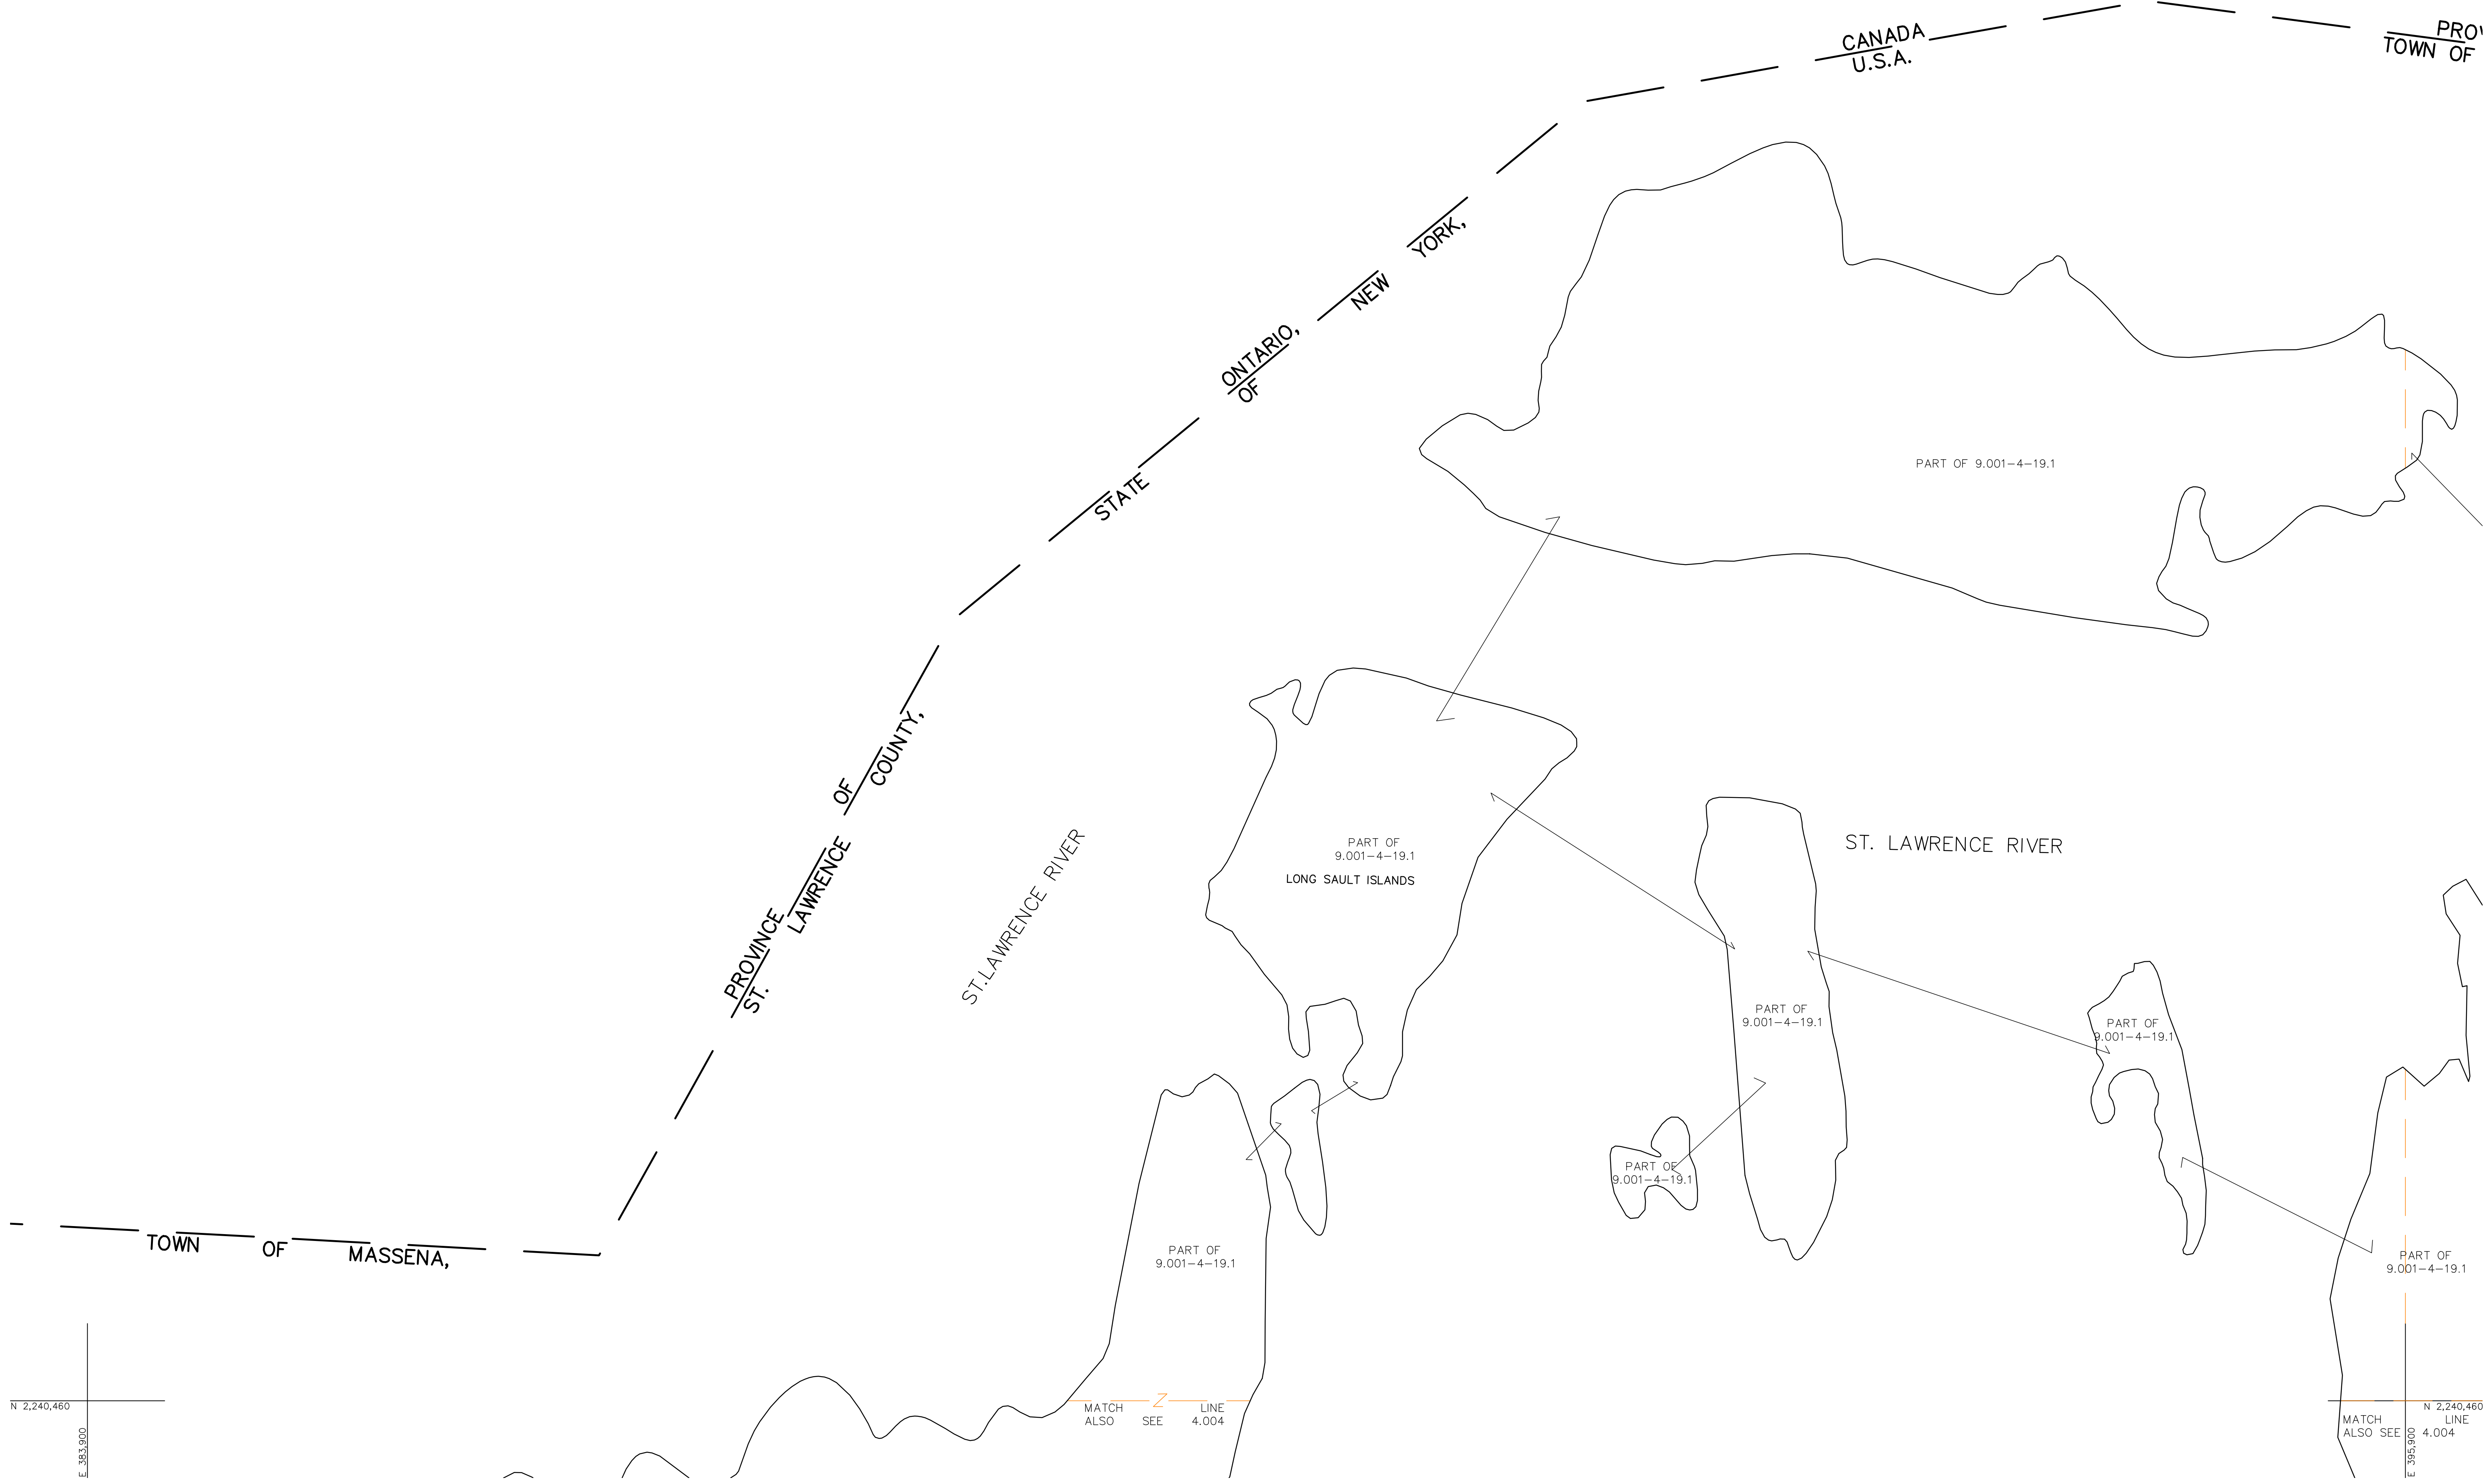 CANADA
U.S.A.
PROV
TOWN OF
PROVINCE OF ONTARIO,
ST. LAWRENCE COUNTY, STATE OF NEW YORK,
TOWN OF MASSENA,
PART OF 9.001-4-19.1
ST.LAWRENCE RIVER
PART OF
9.001-4-19.1
LONG SAULT ISLANDS
ST. LAWRENCE RIVER
PART OF
9.001-4-19.1
PART OF
9.001-4-19.1
PART OF
9.001-4-19.1
PART OF
9.001-4-19.1
PART OF
9.001-4-19.1
N 2,240,460
E 383,900
MATCH LINE
ALSO SEE 4.004
N 2,240,460
MATCH LINE
ALSO SEE 4.004
E 395,900